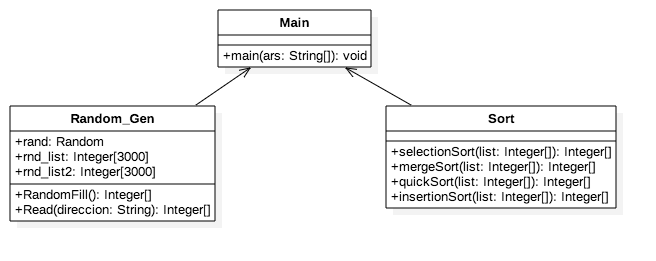 Main
+main(ars: String[]): void
Random_Gen
+rand: Random
+rnd_list: Integer[3000]
+rnd_list2: Integer[3000]
+RandomFill(): Integer[]
+Read(direccion: String): Integer[]
Sort
+selectionSort(list: Integer[]): Integer[]
+mergeSort(list: Integer[]): Integer[]
+quickSort(list: Integer[]): Integer[]
+insertionSort(list: Integer[]): Integer[]